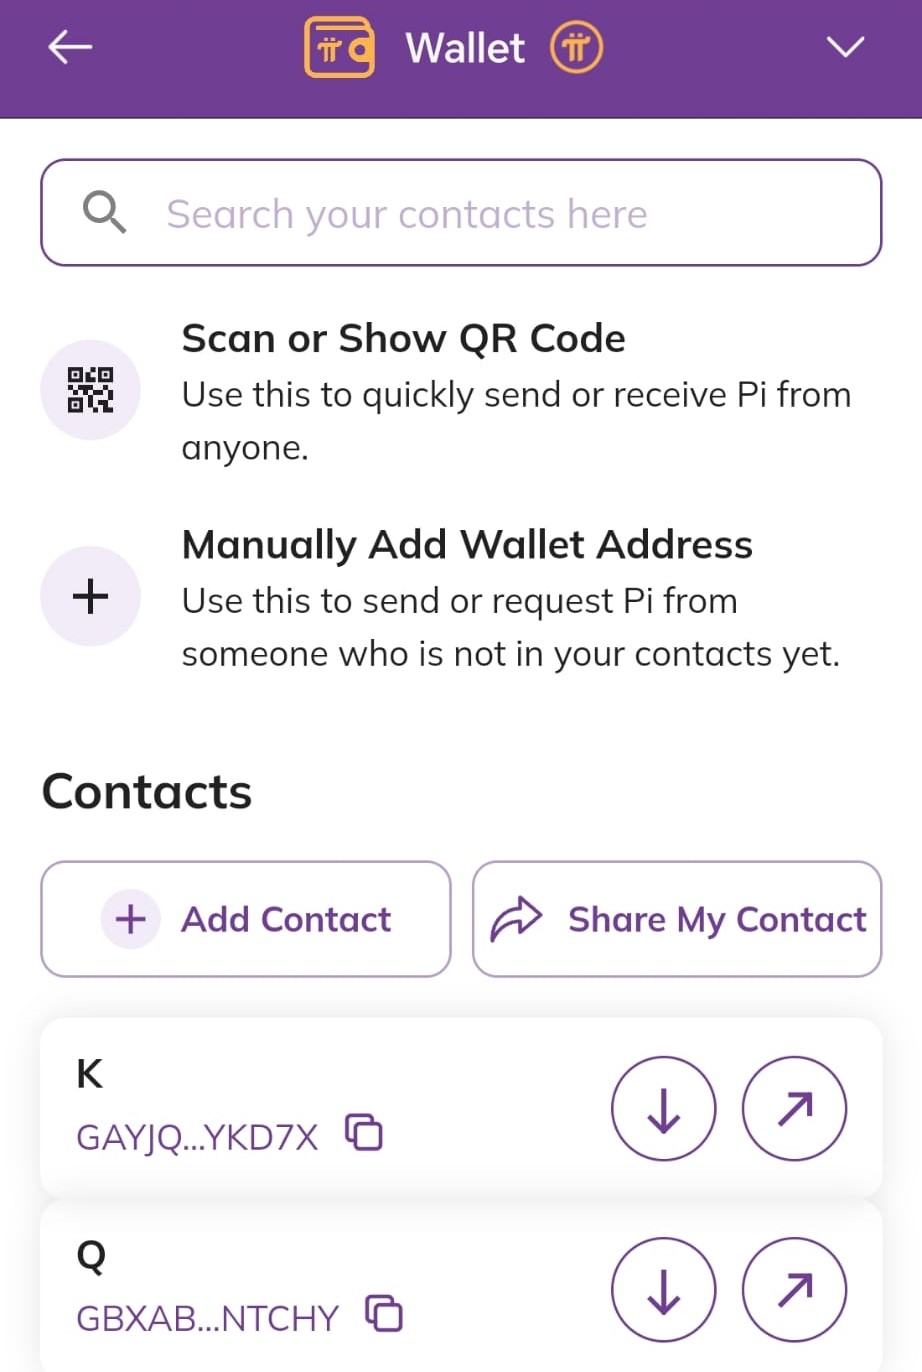 Wallet
Search your contacts here
Scan or Show QR Code
Use this to quickly send or receive Pi from
anyone.
Manually Add Wallet Address
Use this to send or request Pi from
someone who is not in your contacts yet.
Contacts
Add Contact
Share My Contact
K
GAYJQ...YKD7X
Q
GBXAB...NTCHY